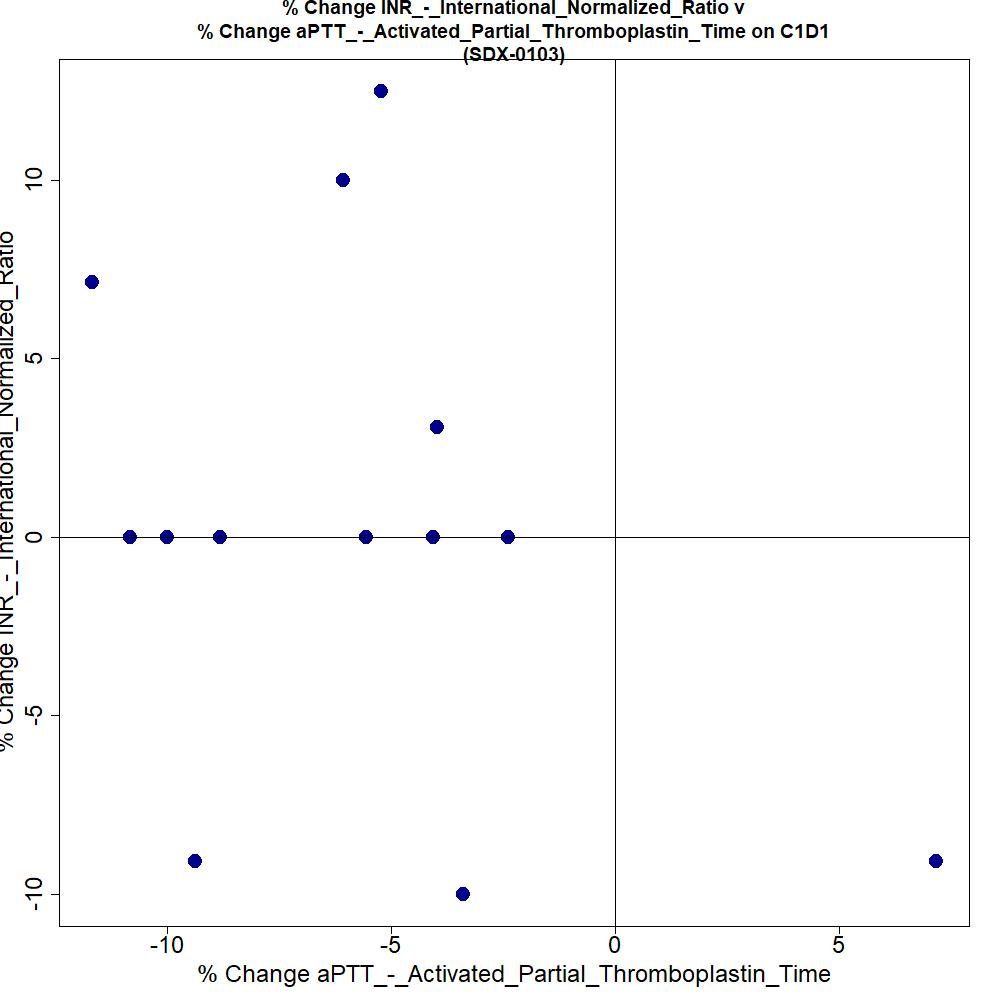 % Change INR_-_International_Normalized_Ratio v
% Change aPTT_-_Activated_Partial_Thromboplastin_Time on C1D1
(SDX-0103)
% Change INR_-_International_Normalized_Ratio
10
5
0
-5
-10
-10
-5
0
5
% Change aPTT_-_Activated_Partial_Thromboplastin_Time